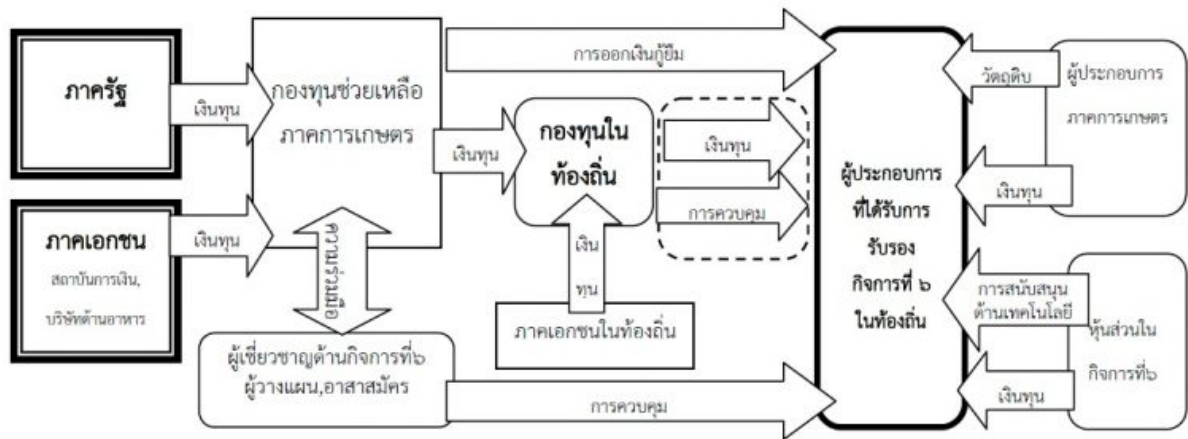 ภาครัฐ
เงินทุน
กองทุนช่วยเหลือ
ภาคการเกษตร
การออกเงินกู้ยืม
ภาคเอกชน
สถาบันการเงิน,
บริษัทด้านอาหาร
เงินทุน
ความร่วมมือ
ผู้เชี่ยวชาญด้านกิจการที่๖
ผู้วางแผน,อาสาสมัคร
เงินทุน
กองทุนใน
ท้องถิ่น
เงินทุน
การควบคุม
เงิน
ทุน
ภาคเอกชนในท้องถิ่น
การควบคุม
ผู้ประกอบการ
ที่ได้รับการ
รับรอง
กิจการที่ ๖
ในท้องถิ่น
วัตถุดิบ
เงินทุน
ผู้ประกอบการ
ภาคการเกษตร
การสนับสนุน
ด้านเทคโนโลยี
เงินทุน
หุ้นส่วนใน
กิจการที่๖